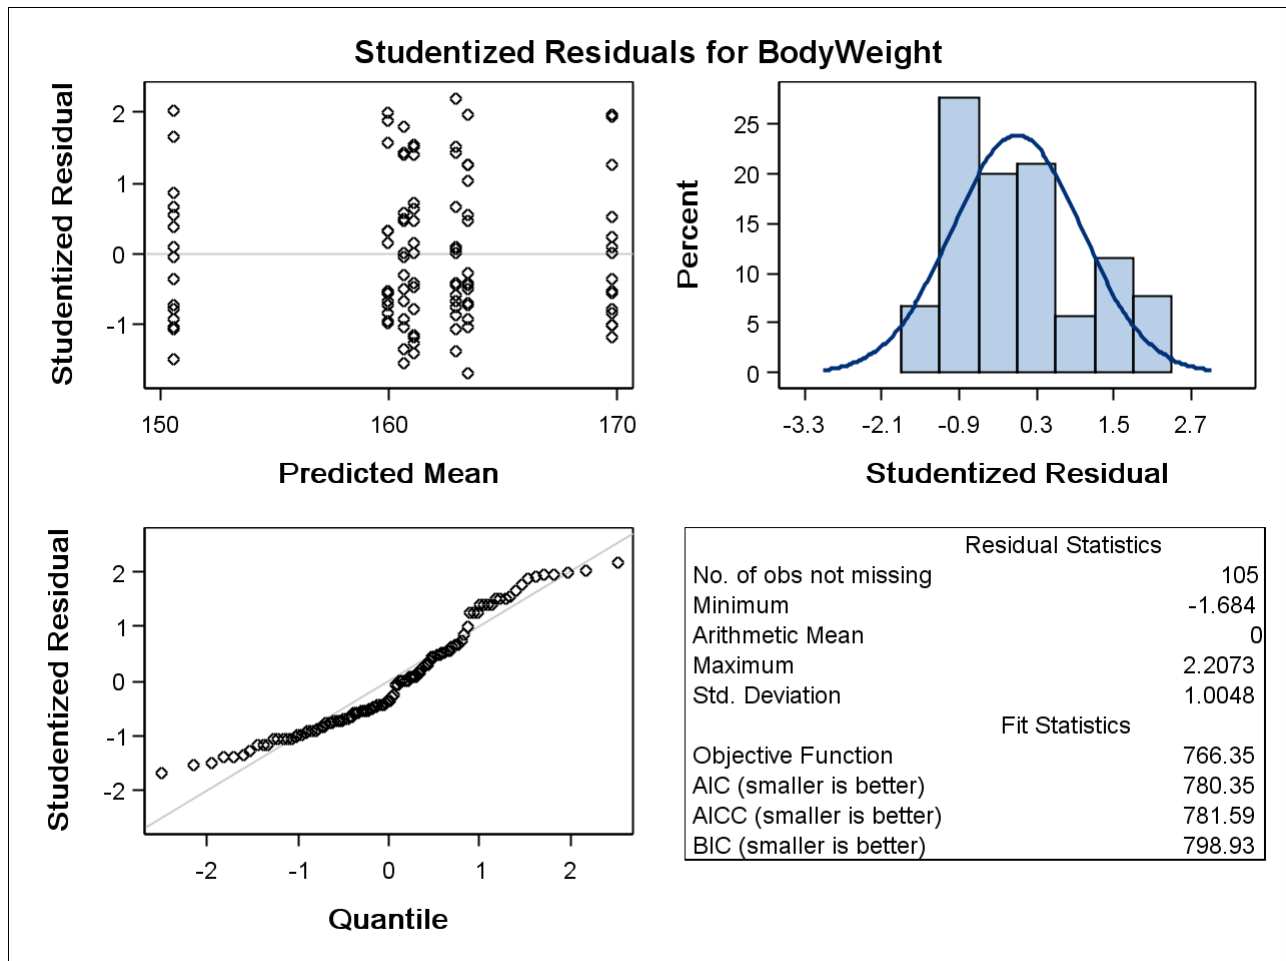 Studentized Residuals for BodyWeight
Studentized Residual
2
1
0
-1
150 160 170
Predicted Mean
Percent
25
20
15
10
5
0
-3.3 -2.1 -0.9 0.3 1.5 2.7
Studentized Residual
Studentized Residual
2
1
0
-1
-2
-2 -1 0 1 2
Quantile
Residual Statistics
No. of obs not missing 105
Minimum -1.684
Arithmetic Mean 0
Maximum 2.2073
Std. Deviation 1.0048
Fit Statistics
Objective Function 766.35
AIC (smaller is better) 780.35
AICC (smaller is better) 781.59
BIC (smaller is better) 798.93